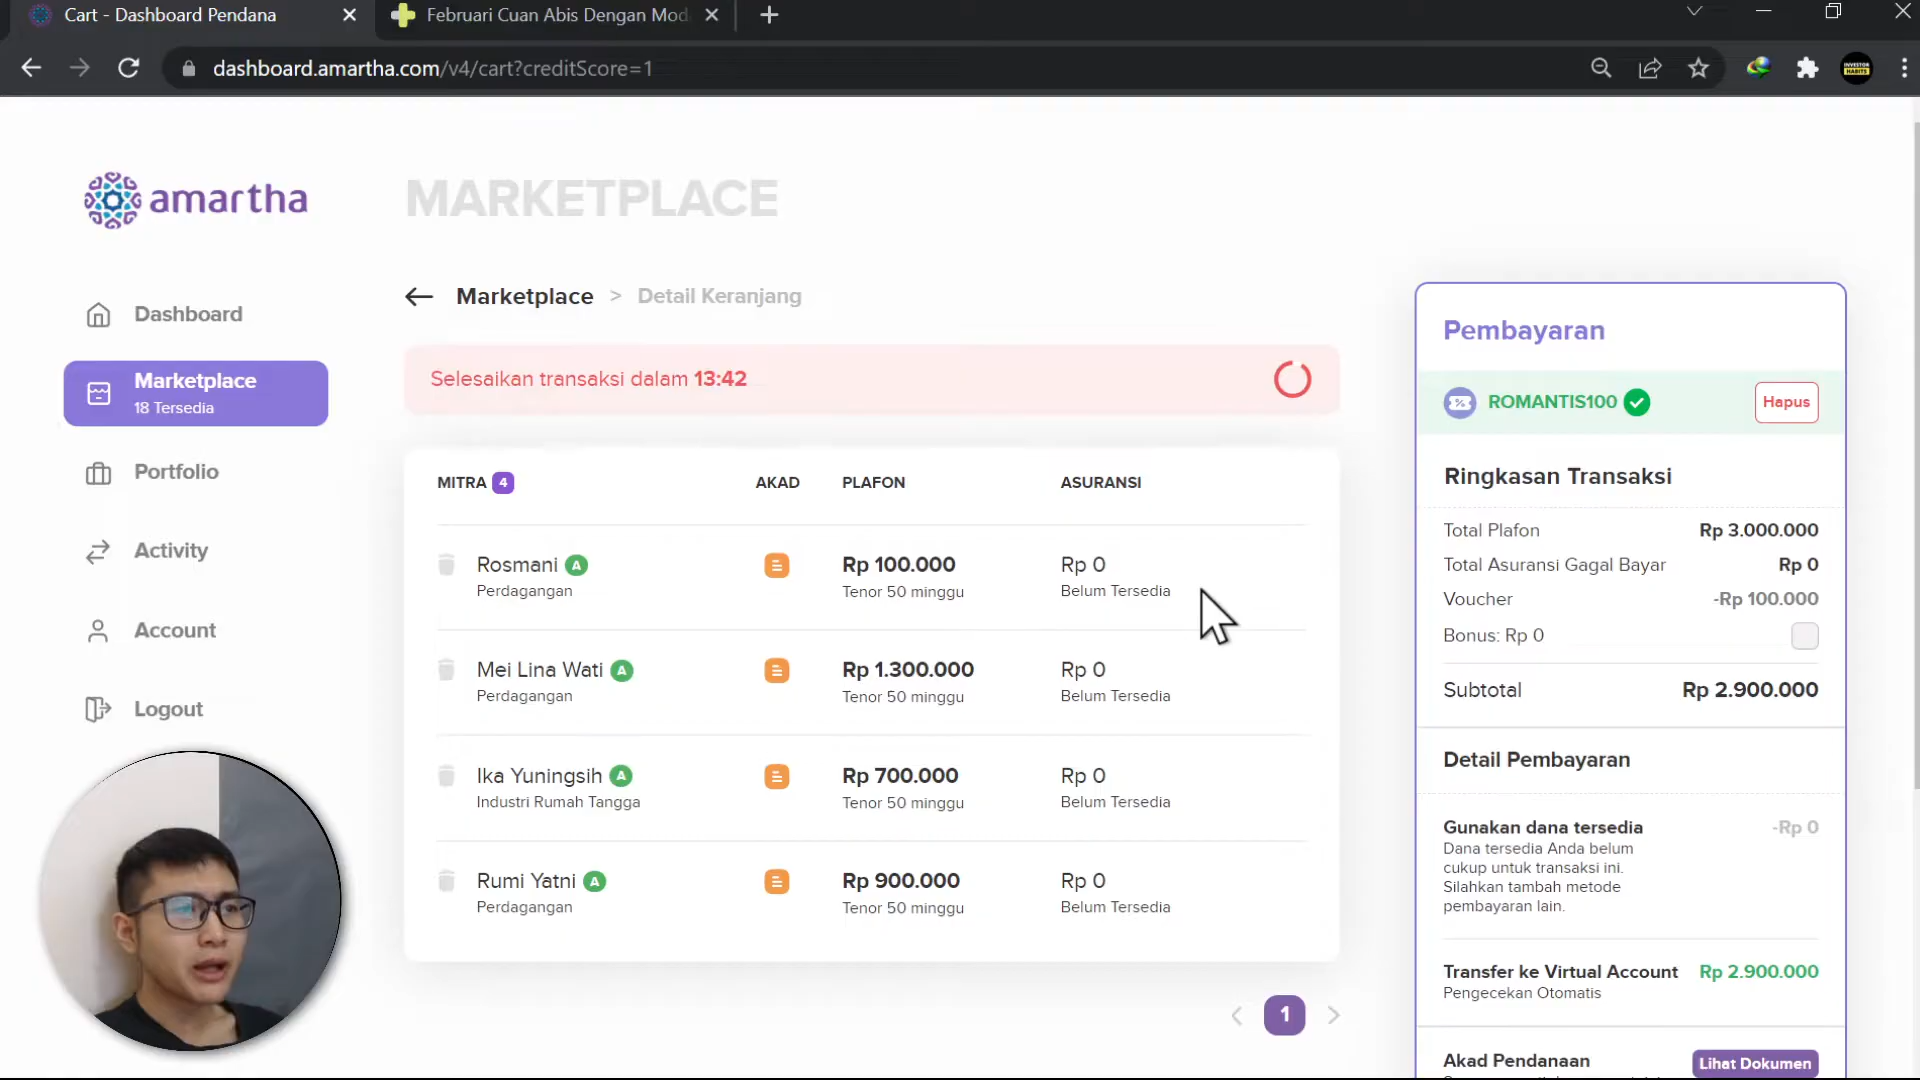 Cart - Dashboard Pendana
Februari Cuan Abis Dengan Mod
dashboard.amartha.com/v4/cart?creditScore=1
INVESTOR HABITS
amartha
MARKETPLACE
Dashboard
Marketplace
18 Tersedia
Portfolio
Activity
Account
Logout
Marketplace > Detail Keranjang
Selesaikan transaksi dalam 13:42
MITRA 4 AKAD PLAFON ASURANSI
Rosmani A Rp 100.000 Rp 0
Perdagangan Tenor 50 minggu Belum Tersedia
Mei Lina Wati A Rp 1.300.000 Rp 0
Perdagangan Tenor 50 minggu Belum Tersedia
Ika Yuningsih A Rp 700.000 Rp 0
Industri Rumah Tangga Tenor 50 minggu Belum Tersedia
Rumi Yatni A Rp 900.000 Rp 0
Perdagangan Tenor 50 minggu Belum Tersedia
1
Pembayaran
% ROMANTIS100 Hapus
Ringkasan Transaksi
Total Plafon Rp 3.000.000
Total Asuransi Gagal Bayar Rp 0
Voucher -Rp 100.000
Bonus: Rp 0
Subtotal Rp 2.900.000
Detail Pembayaran
Gunakan dana tersedia -Rp 0
Dana tersedia Anda belum
cukup untuk transaksi ini.
Silahkan tambah metode
pembayaran lain.
Transfer ke Virtual Account Rp 2.900.000
Pengecekan Otomatis
Akad Pendanaan Lihat Dokumen